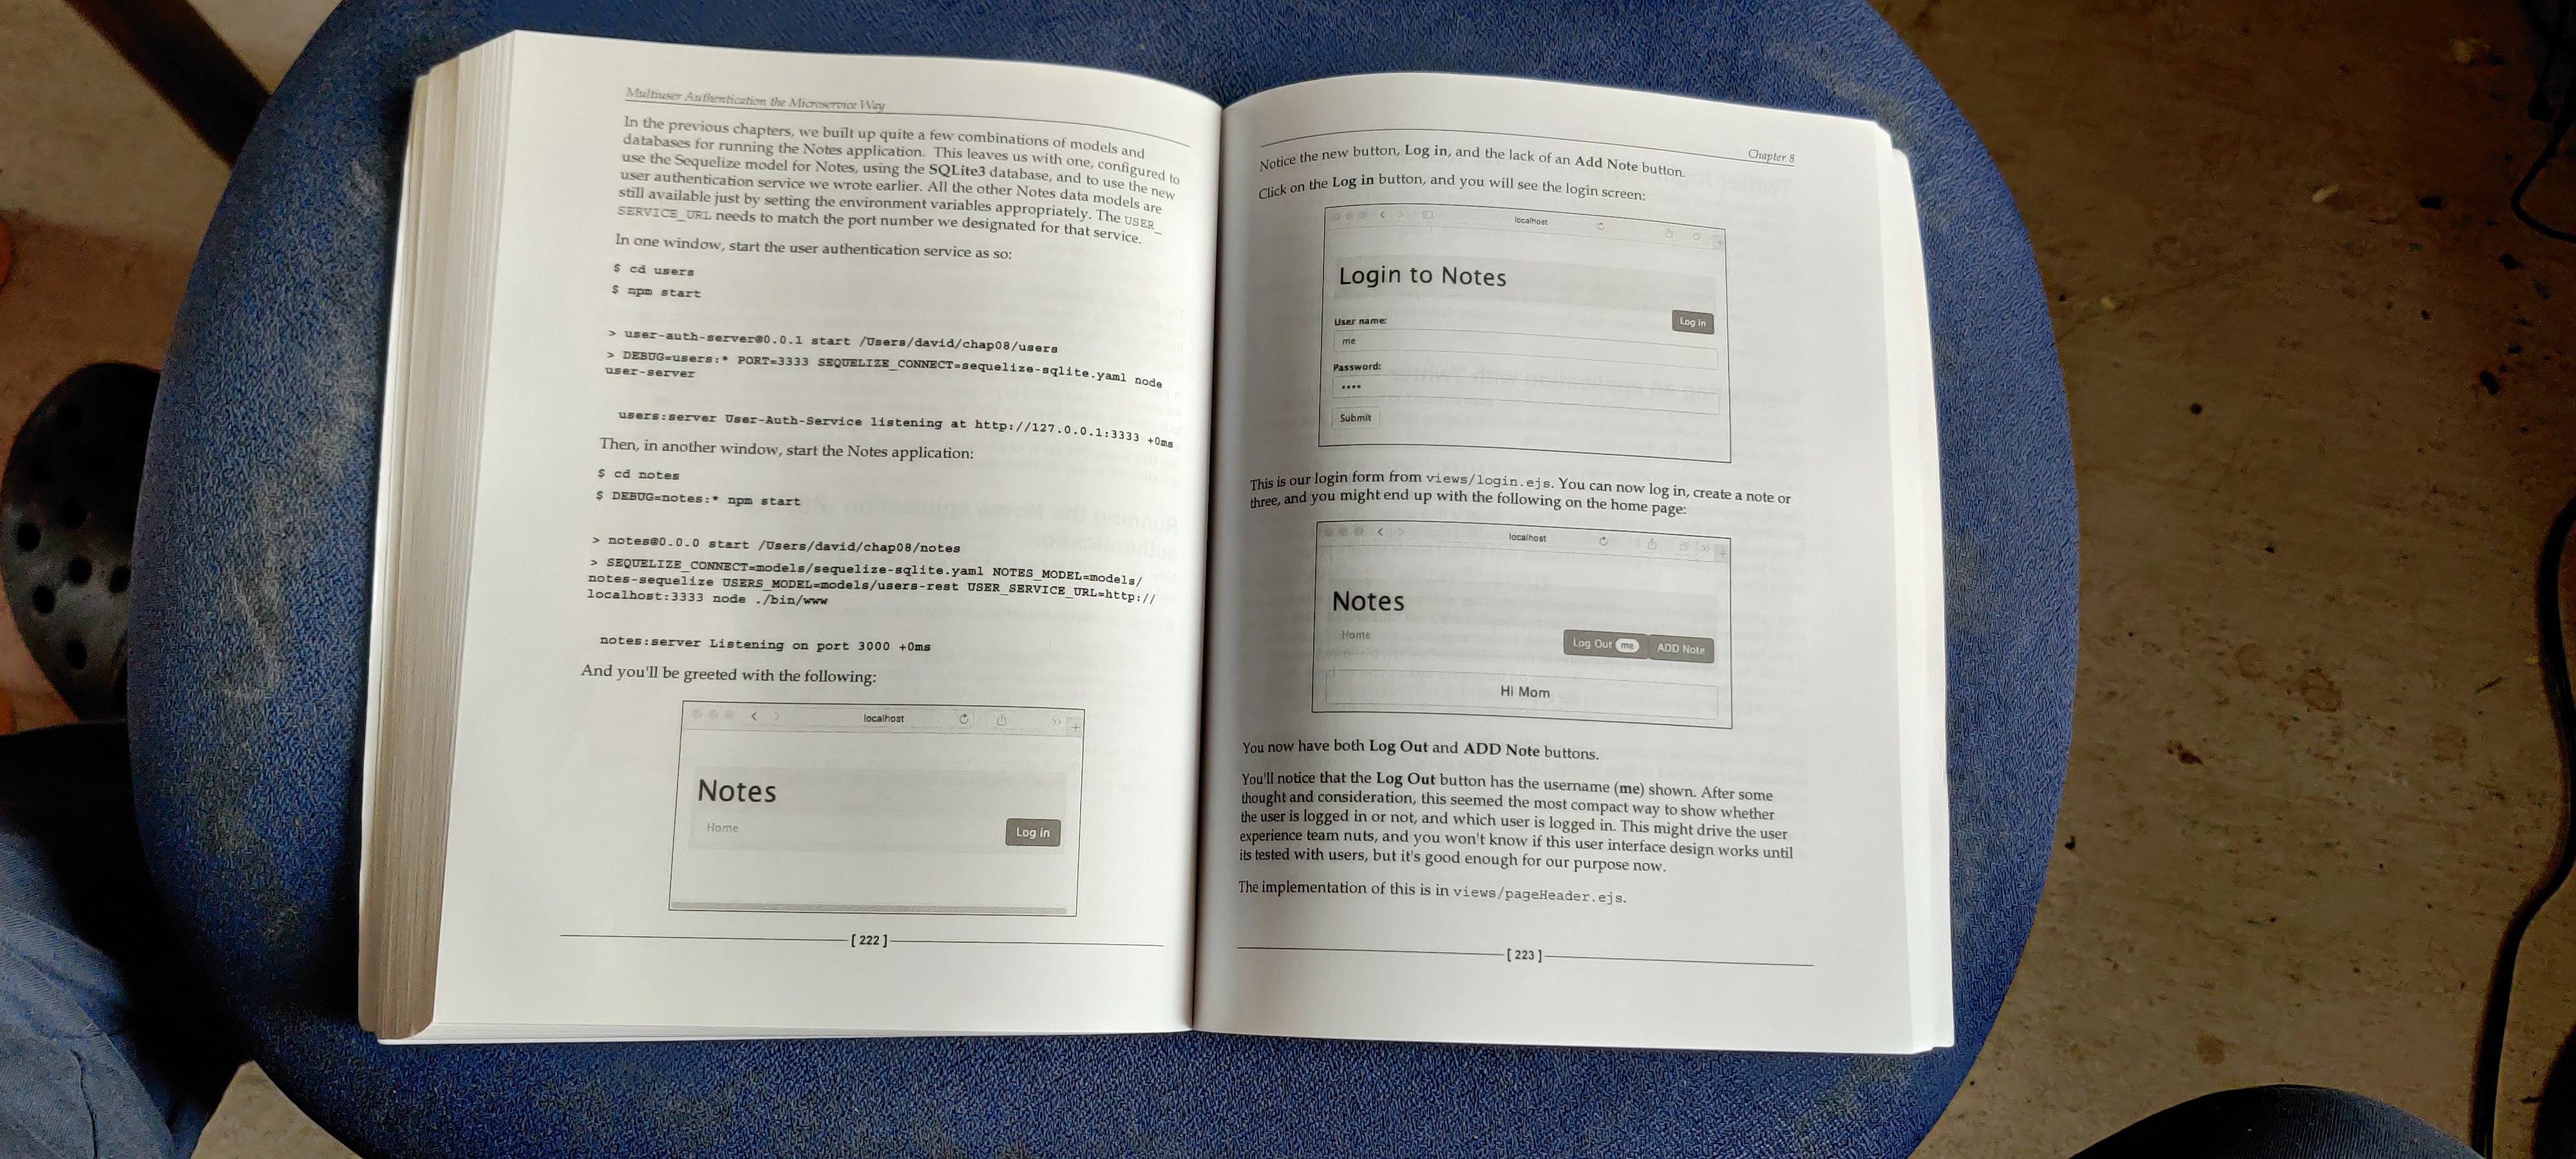 Multiuser Authentication the Microservice Way
In the previous chapters, we built up quite a few combinations of models and
databases for running the Notes application. This leaves us with one, configured to
use the Sequelize model for Notes, using the SQLite3 database, and to use the new
user authentication service we wrote earlier. All the other Notes data models are
still available just by setting the environment variables appropriately. The USER_
SERVICE_URL needs to match the port number we designated for that service.
In one window, start the user authentication service as so:
$ cd users
$ npm start
> user-auth-server@0.0.1 start /Users/david/chap08/users
> DEBUG=users:* PORT=3333 SEQUELIZE_CONNECT=sequelize-sqlite.yaml node
user-server
users:server User-Auth-Service listening at http://127.0.0.1:3333 +0ms
Then, in another window, start the Notes application:
$ cd notes
$ DEBUG=notes:* npm start
> notes@0.0.0 start /Users/david/chap08/notes
> SEQUELIZE_CONNECT=models/sequelize-sqlite.yaml NOTES_MODEL=models/
notes-sequelize USERS_MODEL=models/users-rest USER_SERVICE_URL=http://
localhost:3333 node ./bin/www
notes:server Listening on port 3000 +0ms
And you'll be greeted with the following:
localhost
Notes
Home
Log in
[ 222 ]
Chapter 8
Notice the new button, Log in, and the lack of an Add Note button.
Click on the Log in button, and you will see the login screen:
localhost
Login to Notes
Log in
User name:
me
Password:
••••
Submit
This is our login form from views/login.ejs. You can now log in, create a note or
three, and you might end up with the following on the home page:
localhost
Notes
Home
Log Out me ADD Note
Hi Mom
You now have both Log Out and ADD Note buttons.
You'll notice that the Log Out button has the username (me) shown. After some
thought and consideration, this seemed the most compact way to show whether
the user is logged in or not, and which user is logged in. This might drive the user
experience team nuts, and you won't know if this user interface design works until
its tested with users, but it's good enough for our purpose now.
The implementation of this is in views/pageHeader.ejs.
[ 223 ]